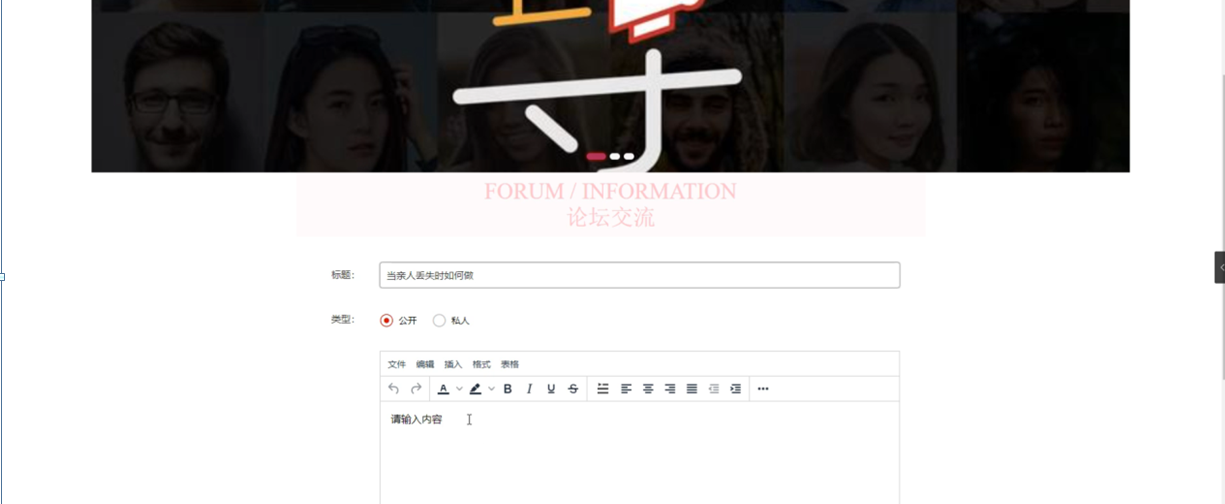 寻
FORUM / INFORMATION
论坛交流
标题: 当亲人丢失时如何做
类型: 公开 私人
文件 编辑 插入 格式 表格
A B I U S
请输入内容